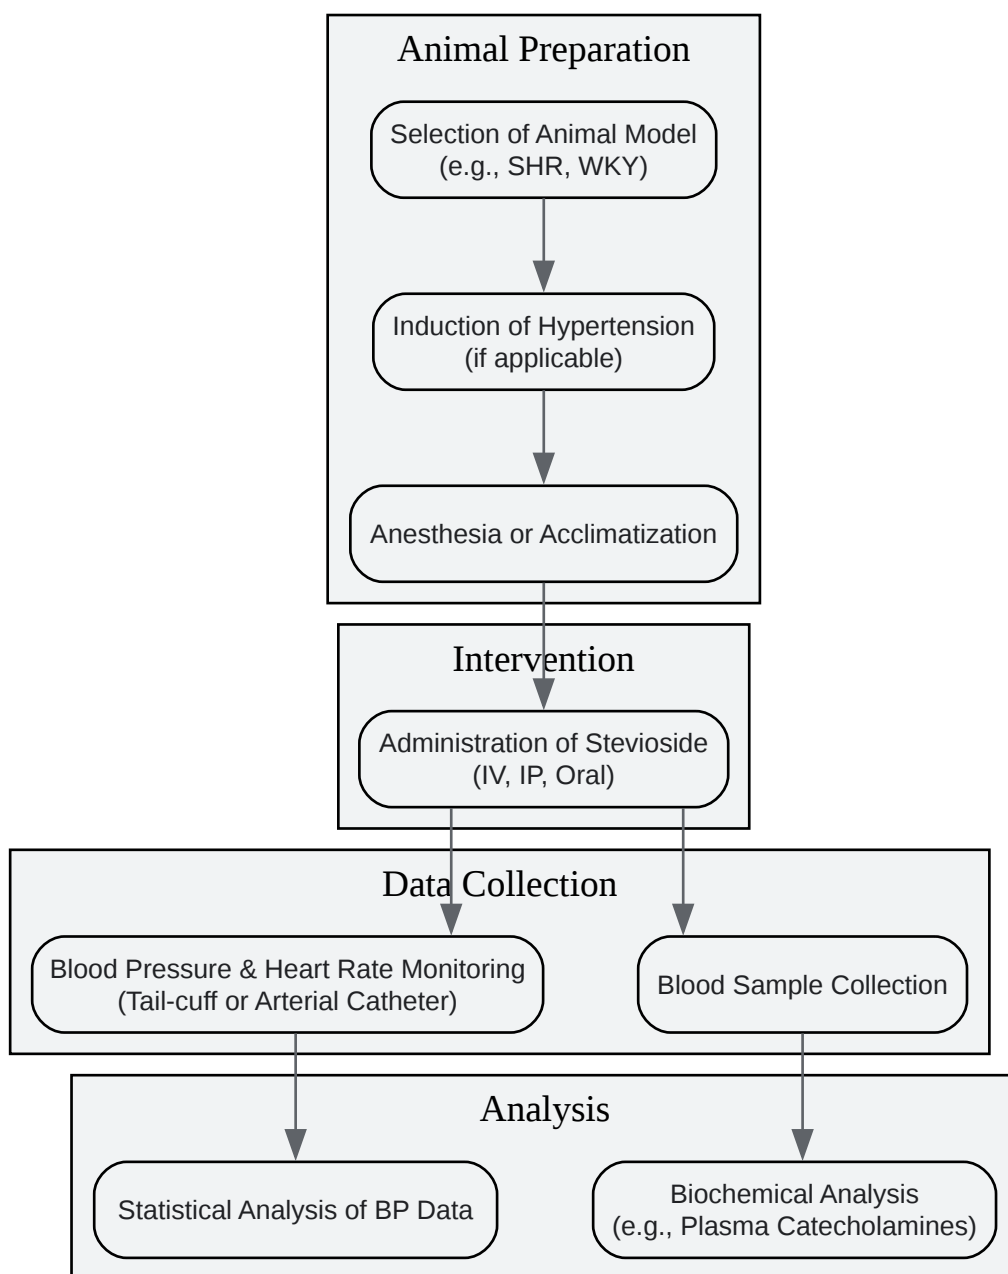 Animal Preparation
Selection of Animal Model
(e.g., SHR, WKY)
Induction of Hypertension
(if applicable)
Anesthesia or Acclimatization
Intervention
Administration of Stevioside
(IV, IP, Oral)
Data Collection
Blood Pressure & Heart Rate Monitoring
(Tail-cuff or Arterial Catheter)
Blood Sample Collection
Analysis
Statistical Analysis of BP Data
Biochemical Analysis
(e.g., Plasma Catecholamines)